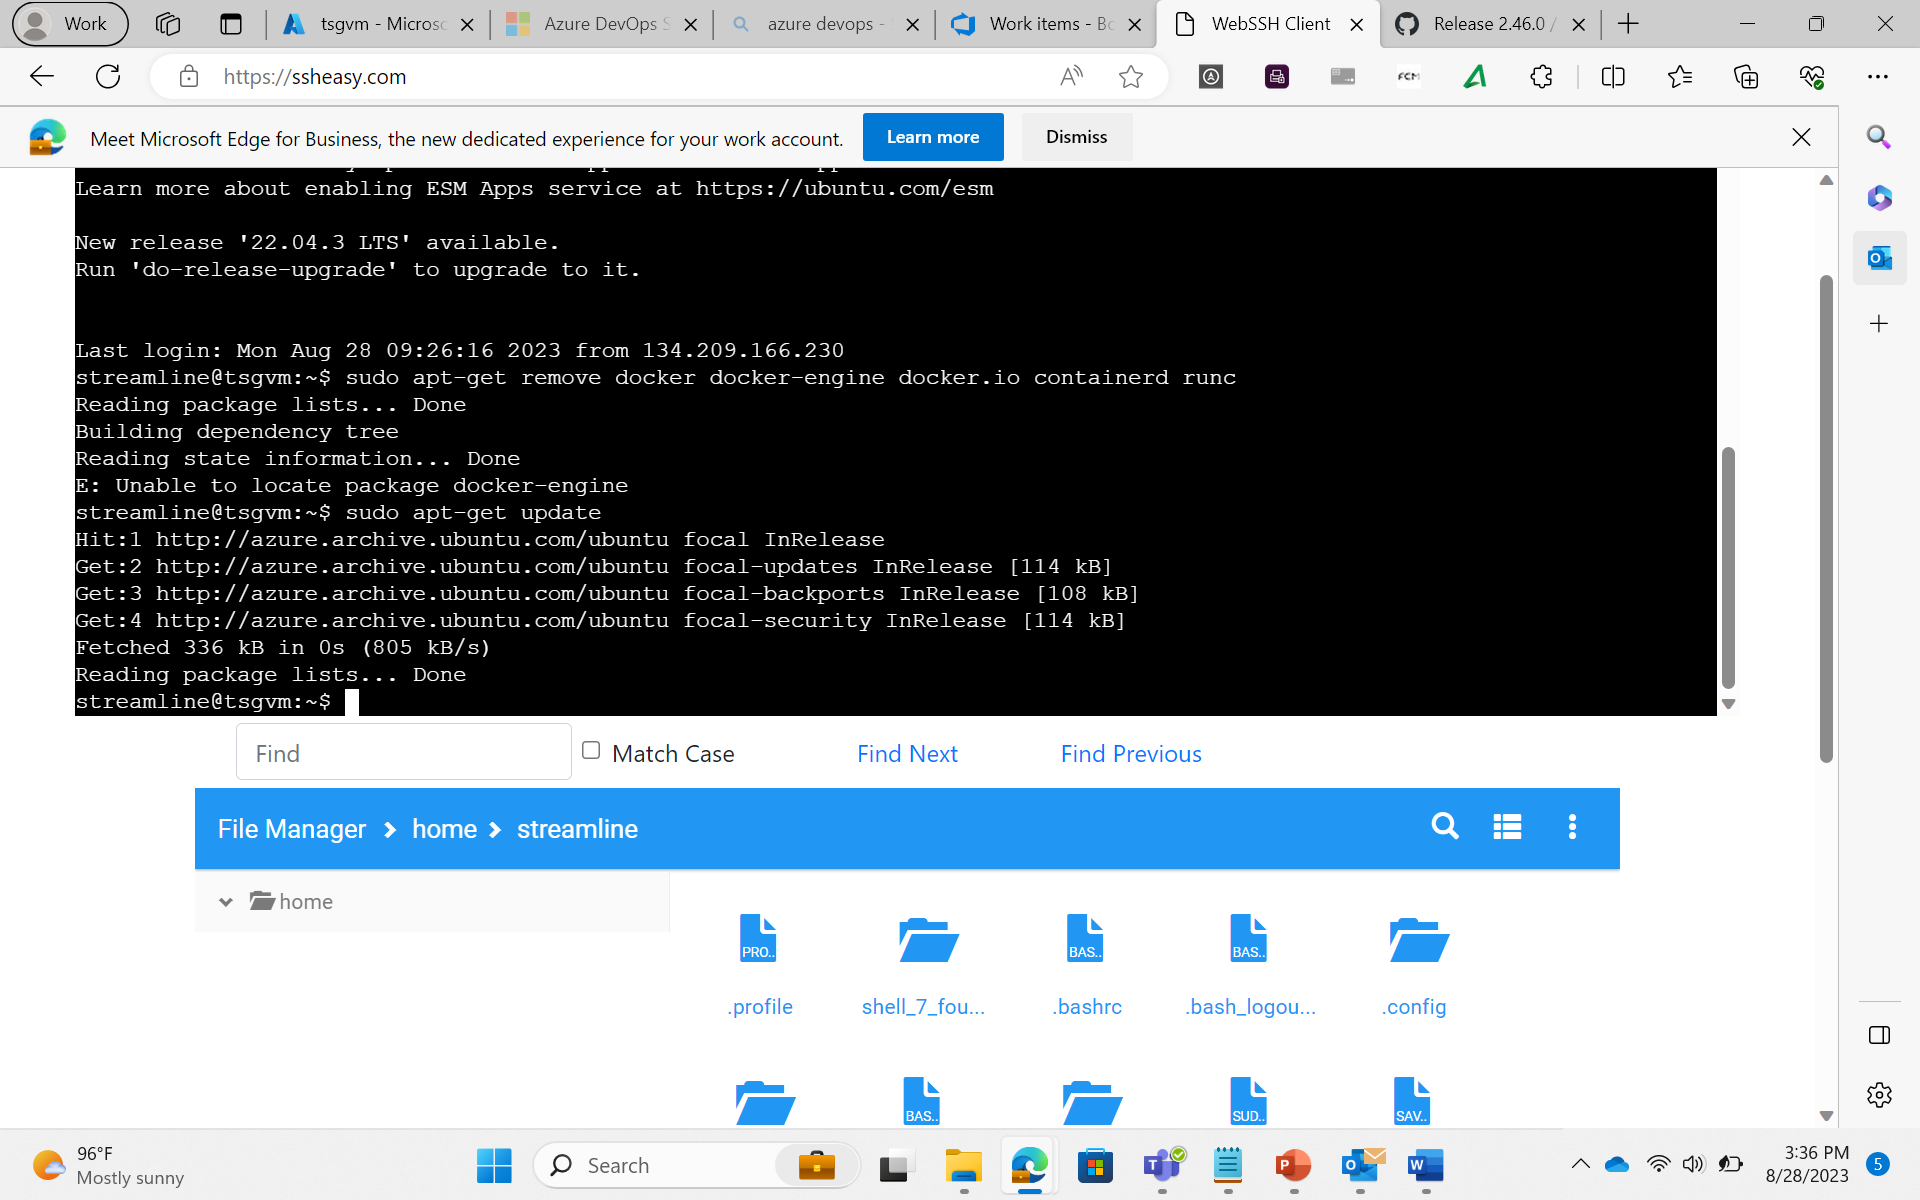 Work
tsgvm - Microso
Azure DevOps S
azure devops -
Work items - Bo
WebSSH Client
Release 2.46.0 /
https://ssheasy.com
A
FCM
Meet Microsoft Edge for Business, the new dedicated experience for your work account.
Learn more
Dismiss
Learn more about enabling ESM Apps service at https://ubuntu.com/esm
New release '22.04.3 LTS' available.
Run 'do-release-upgrade' to upgrade to it.
Last login: Mon Aug 28 09:26:16 2023 from 134.209.166.230
streamline@tsgvm:~$ sudo apt-get remove docker docker-engine docker.io containerd runc
Reading package lists... Done
Building dependency tree
Reading state information... Done
E: Unable to locate package docker-engine
streamline@tsgvm:~$ sudo apt-get update
Hit:1 http://azure.archive.ubuntu.com/ubuntu focal InRelease
Get:2 http://azure.archive.ubuntu.com/ubuntu focal-updates InRelease [114 kB]
Get:3 http://azure.archive.ubuntu.com/ubuntu focal-backports InRelease [108 kB]
Get:4 http://azure.archive.ubuntu.com/ubuntu focal-security InRelease [114 kB]
Fetched 336 kB in 0s (805 kB/s)
Reading package lists... Done
streamline@tsgvm:~$
Find
Match Case
Find Next
Find Previous
File Manager
home
streamline
home
PRO..
BAS..
BAS..
.profile
shell_7_fou...
.bashrc
.bash_logou...
.config
BAS..
SUD..
SAV..
96°F
Mostly sunny
Search
3:36 PM
8/28/2023
5